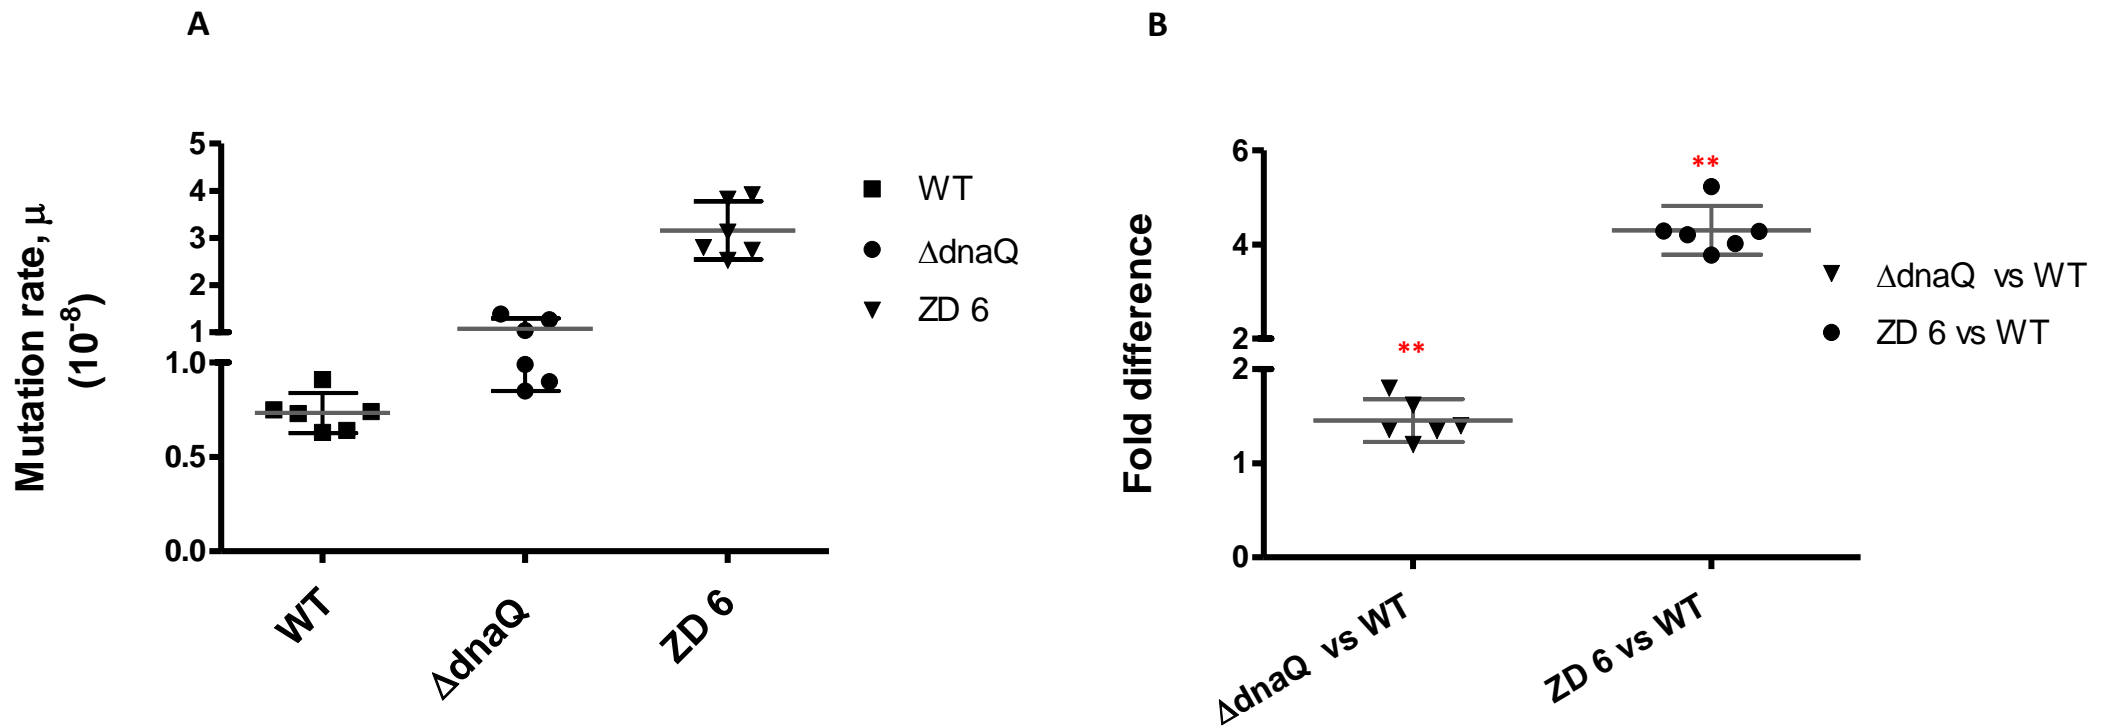 A
Mutation rate, μ
(10⁻⁸)
5
4
3
2
1
1.0
0.5
0.0
WT
ΔdnaQ
ZD 6
WT
ΔdnaQ
ZD 6
B
Fold difference
6
4
2
2
1
0
**
**
ΔdnaQ vs WT
ZD 6 vs WT
ΔdnaQ vs WT
ZD 6 vs WT